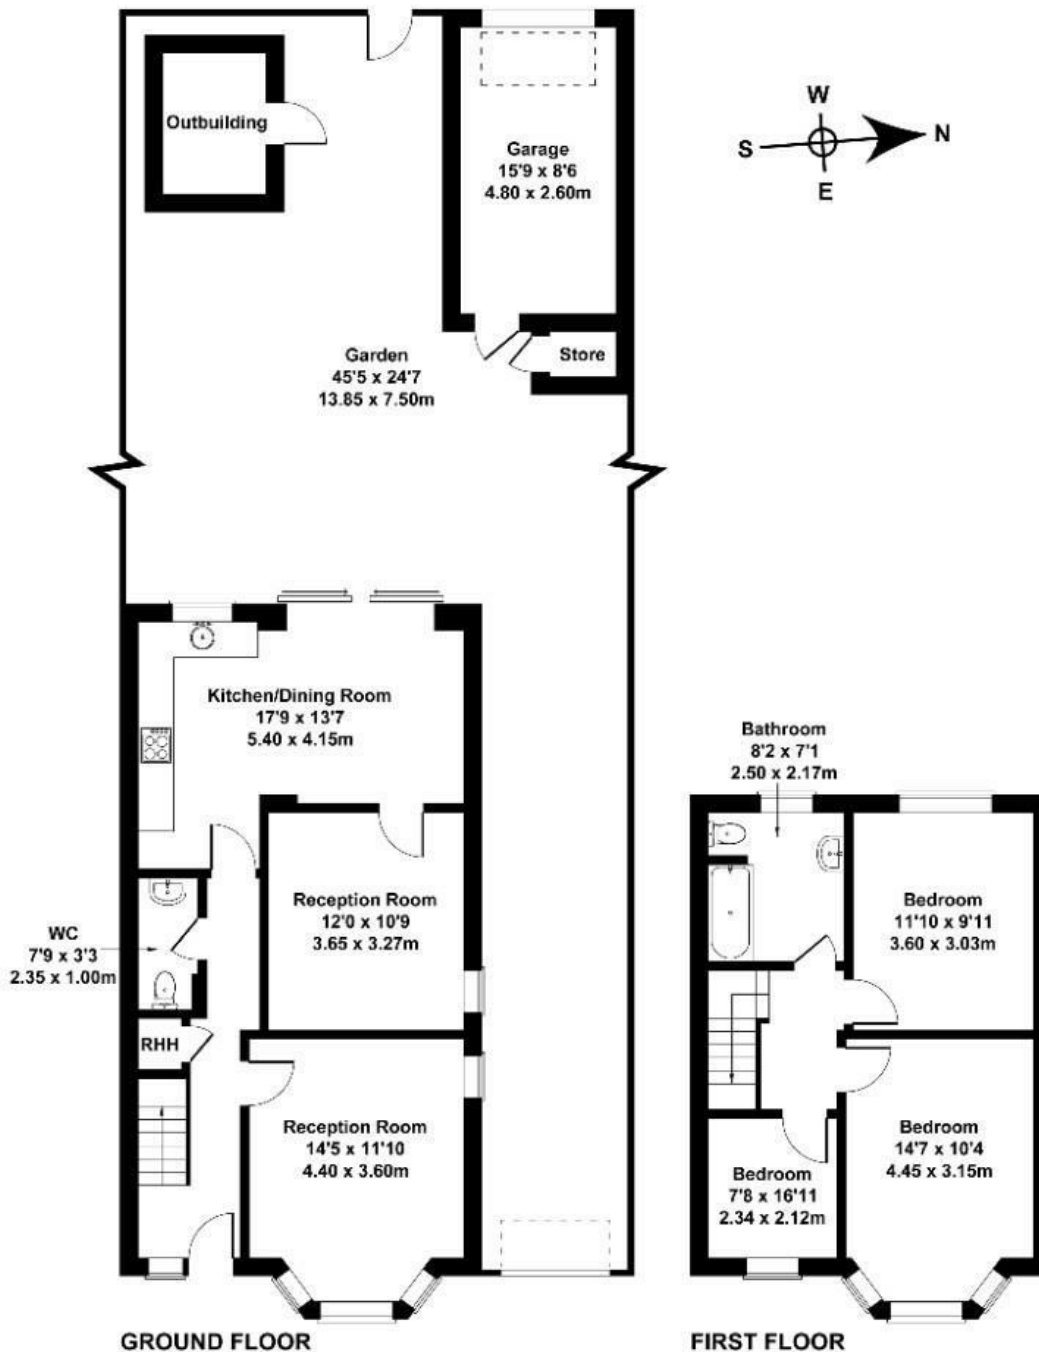 Outbuilding
Garage
15'9 x 8'6
4.80 x 2.60m
W
S
N
E
Store
Garden
45'5 x 24'7
13.85 x 7.50m
Kitchen/Dining Room
17'9 x 13'7
5.40 x 4.15m
Reception Room
12'0 x 10'9
3.65 x 3.27m
WC
7'9 x 3'3
2.35 x 1.00m
RHH
Reception Room
14'5 x 11'10
4.40 x 3.60m
GROUND FLOOR
Bathroom
8'2 x 7'1
2.50 x 2.17m
Bedroom
11'10 x 9'11
3.60 x 3.03m
Bedroom
14'7 x 10'4
4.45 x 3.15m
Bedroom
7'8 x 16'11
2.34 x 2.12m
FIRST FLOOR